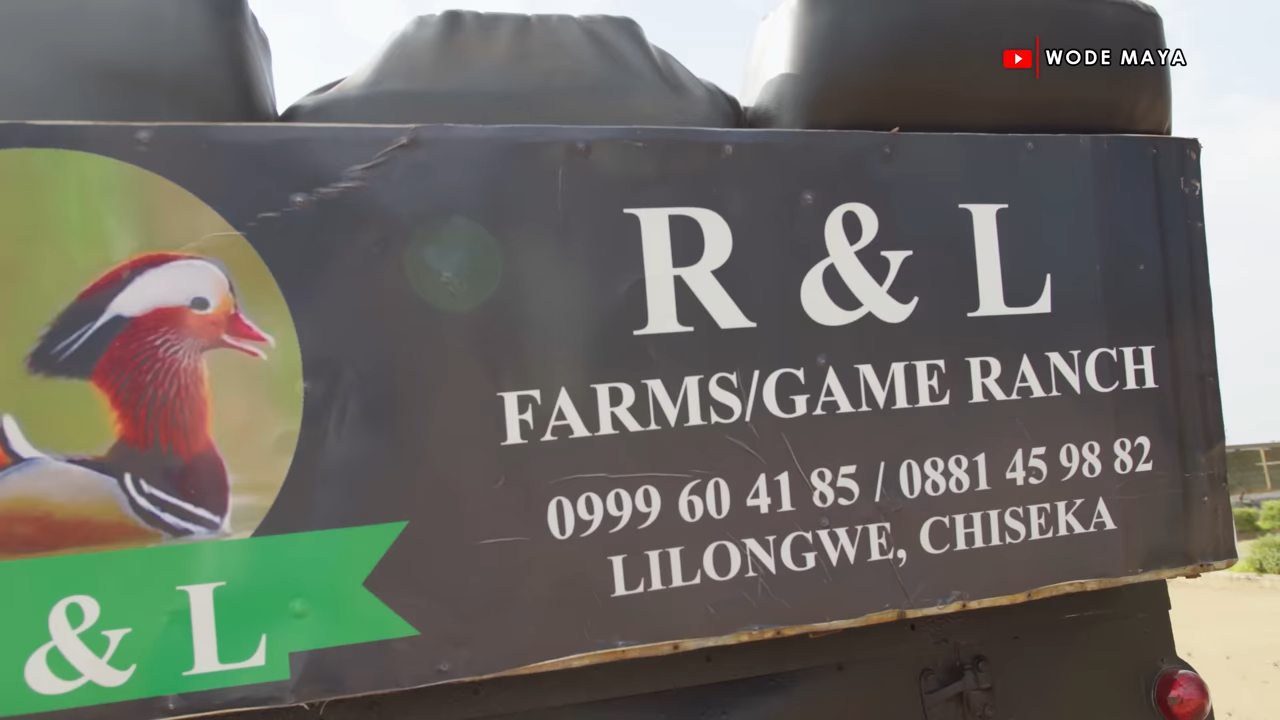 WODE MAYA
R & L
FARMS/GAME RANCH
0999 60 41 85 / 0881 45 98 82
LILONGWE, CHISEKA
& L